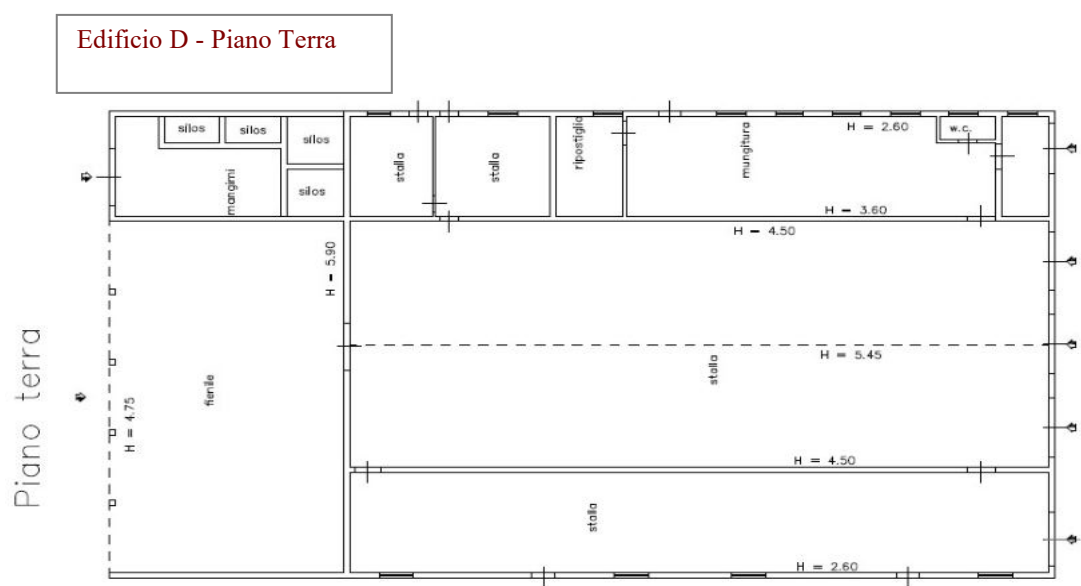 Edificio D - Piano Terra
silos
silos
silos
silos
mangimi
stalla
stalla
ripostiglio
mungitura
H = 2.60
w.c.
H = 3.60
H = 4.50
H = 5.90
H = 5.45
stalla
fienile
H = 4.75
Piano terra
H = 4.50
stalla
H = 2.60